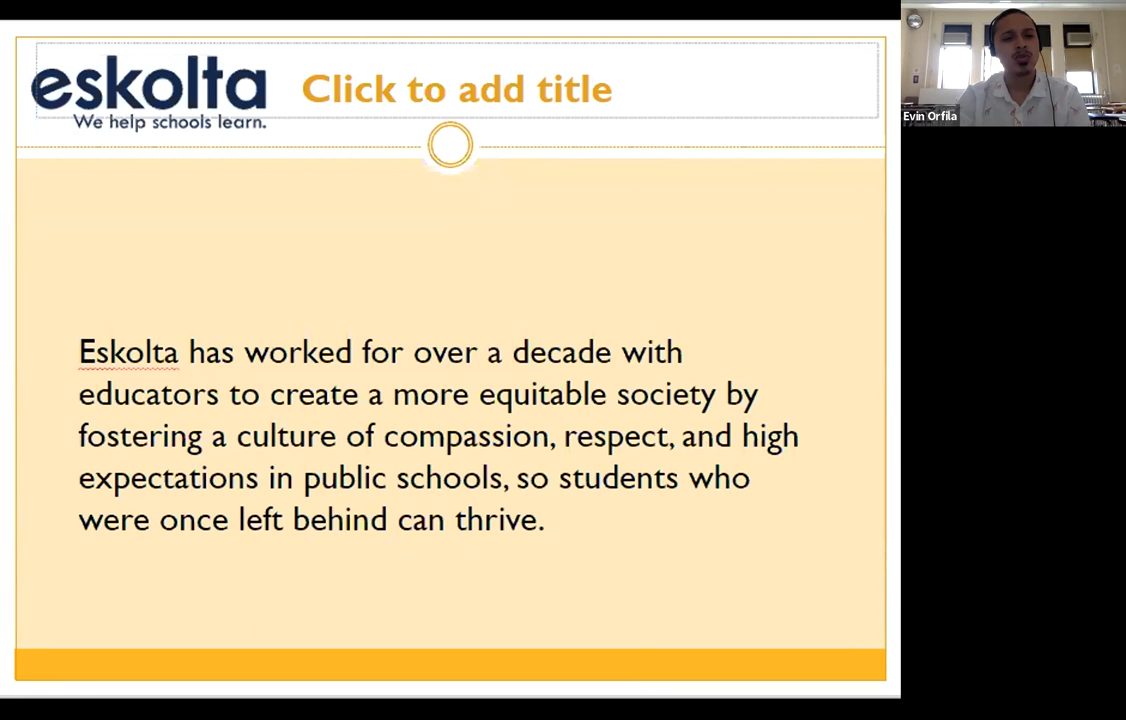 eskolta
We help schools learn.
Click to add title
Evin Orfila
Eskolta has worked for over a decade with
educators to create a more equitable society by
fostering a culture of compassion, respect, and high
expectations in public schools, so students who
were once left behind can thrive.